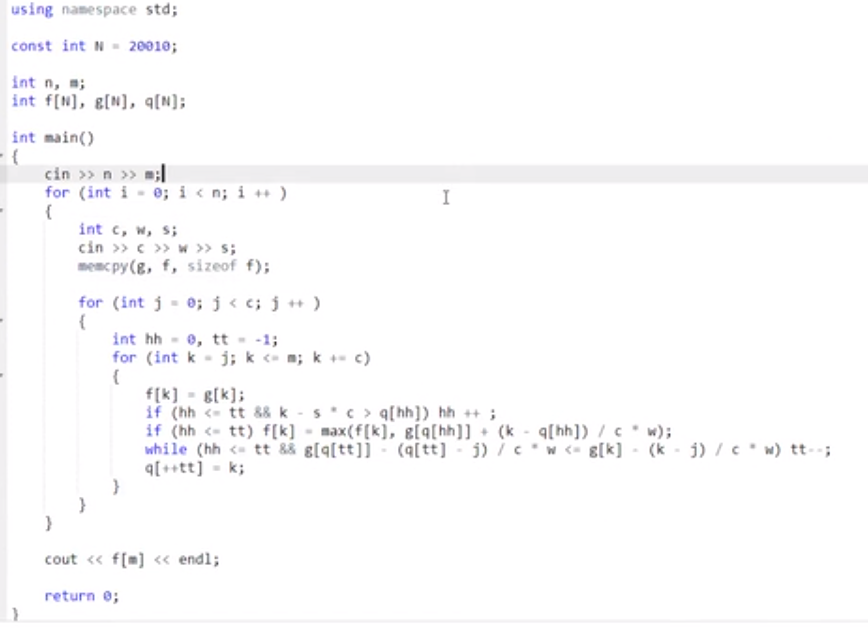 using namespace std;
const int N = 20010;
int n, m;
int f[N], g[N], q[N];
int main()
{
cin >> n >> m;
for (int i = 0; i < n; i ++ )
{
int c, w, s;
cin >> c >> w >> s;
memcpy(g, f, sizeof f);
for (int j = 0; j < c; j ++ )
{
int hh = 0, tt = -1;
for (int k = j; k <= m; k += c)
{
f[k] = g[k];
if (hh <= tt && k - s * c > q[hh]) hh ++ ;
if (hh <= tt) f[k] = max(f[k], g[q[hh]] + (k - q[hh]) / c * w);
while (hh <= tt && g[q[tt]] - (q[tt] - j) / c * w <= g[k] - (k - j) / c * w) tt--;
q[++tt] = k;
}
}
}
cout << f[m] << endl;
return 0;
}